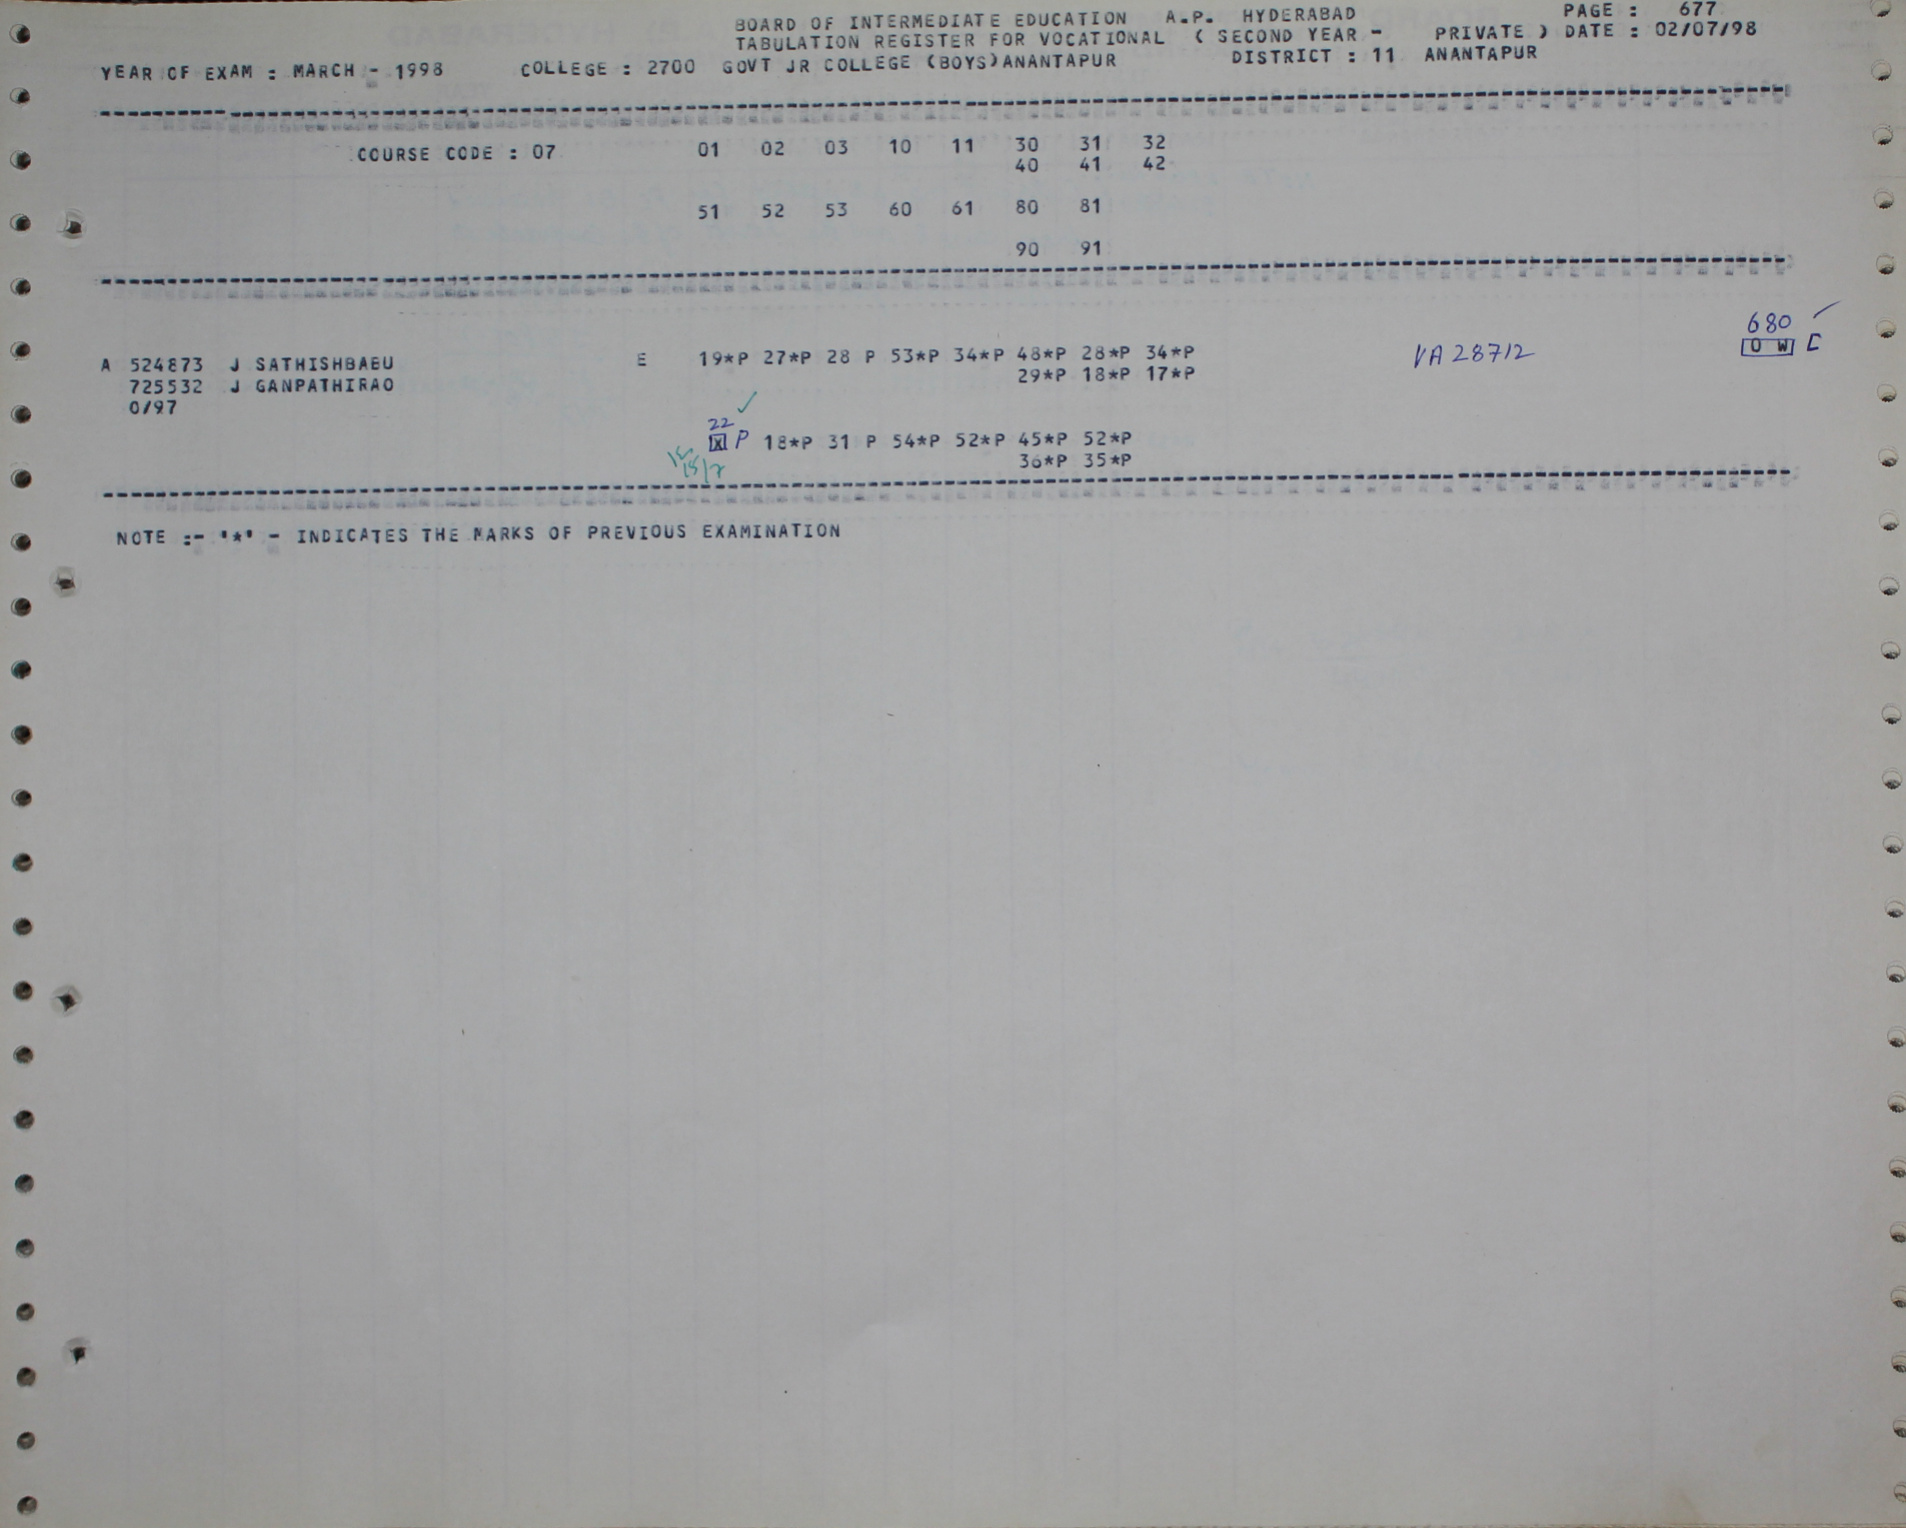 BOARD OF INTERMEDIATE EDUCATION A.P. HYDERABAD PAGE : 677
TABULATION REGISTER FOR VOCATIONAL ( SECOND YEAR - PRIVATE ) DATE : 02/07/98
YEAR OF EXAM : MARCH - 1998 COLLEGE : 2700 GOVT JR COLLEGE (BOYS)ANANTAPUR DISTRICT : 11 ANANTAPUR
COURSE CODE : 07 01 02 03 10 11 30 31 32
40 41 42
51 52 53 60 61 80 81
90 91
680
A 524873 J SATHISHBABU E 19*P 27*P 28 P 53*P 34*P 48*P 28*P 34*P VA 28712 0 W C
725532 J GANPATHIRAO 29*P 18*P 17*P
0/97
22
X P 18*P 31 P 54*P 52*P 45*P 52*P
15/7 36*P 35*P
NOTE :- '*' - INDICATES THE MARKS OF PREVIOUS EXAMINATION